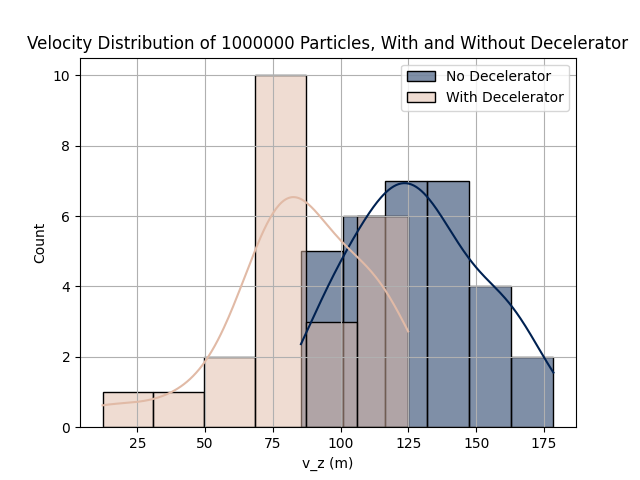 Velocity Distribution of 1000000 Particles, With and Without Decelerator
No Decelerator
With Decelerator
Count
10
8
6
4
2
0
25 50 75 100 125 150 175
v_z (m)